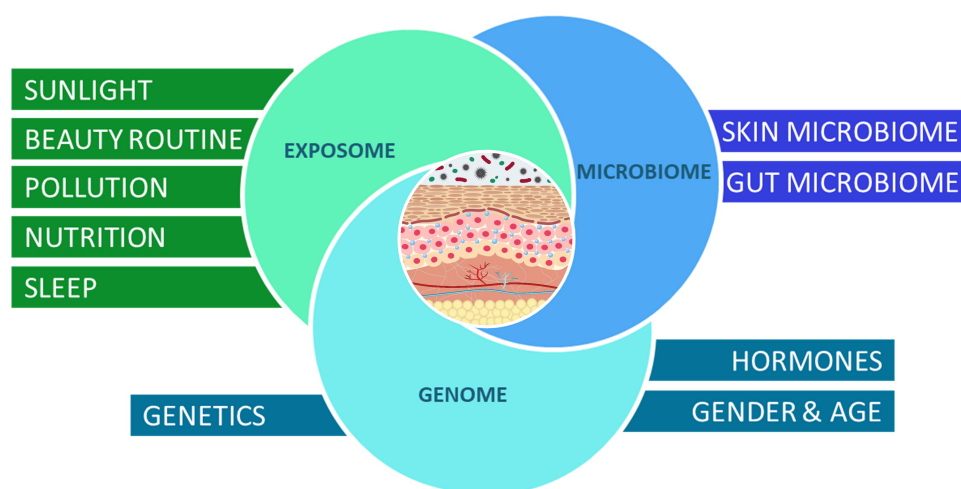 SUNLIGHT
BEAUTY ROUTINE
POLLUTION
NUTRITION
SLEEP
EXPOSOME
MICROBIOME
SKIN MICROBIOME
GUT MICROBIOME
GENOME
GENETICS
HORMONES
GENDER & AGE